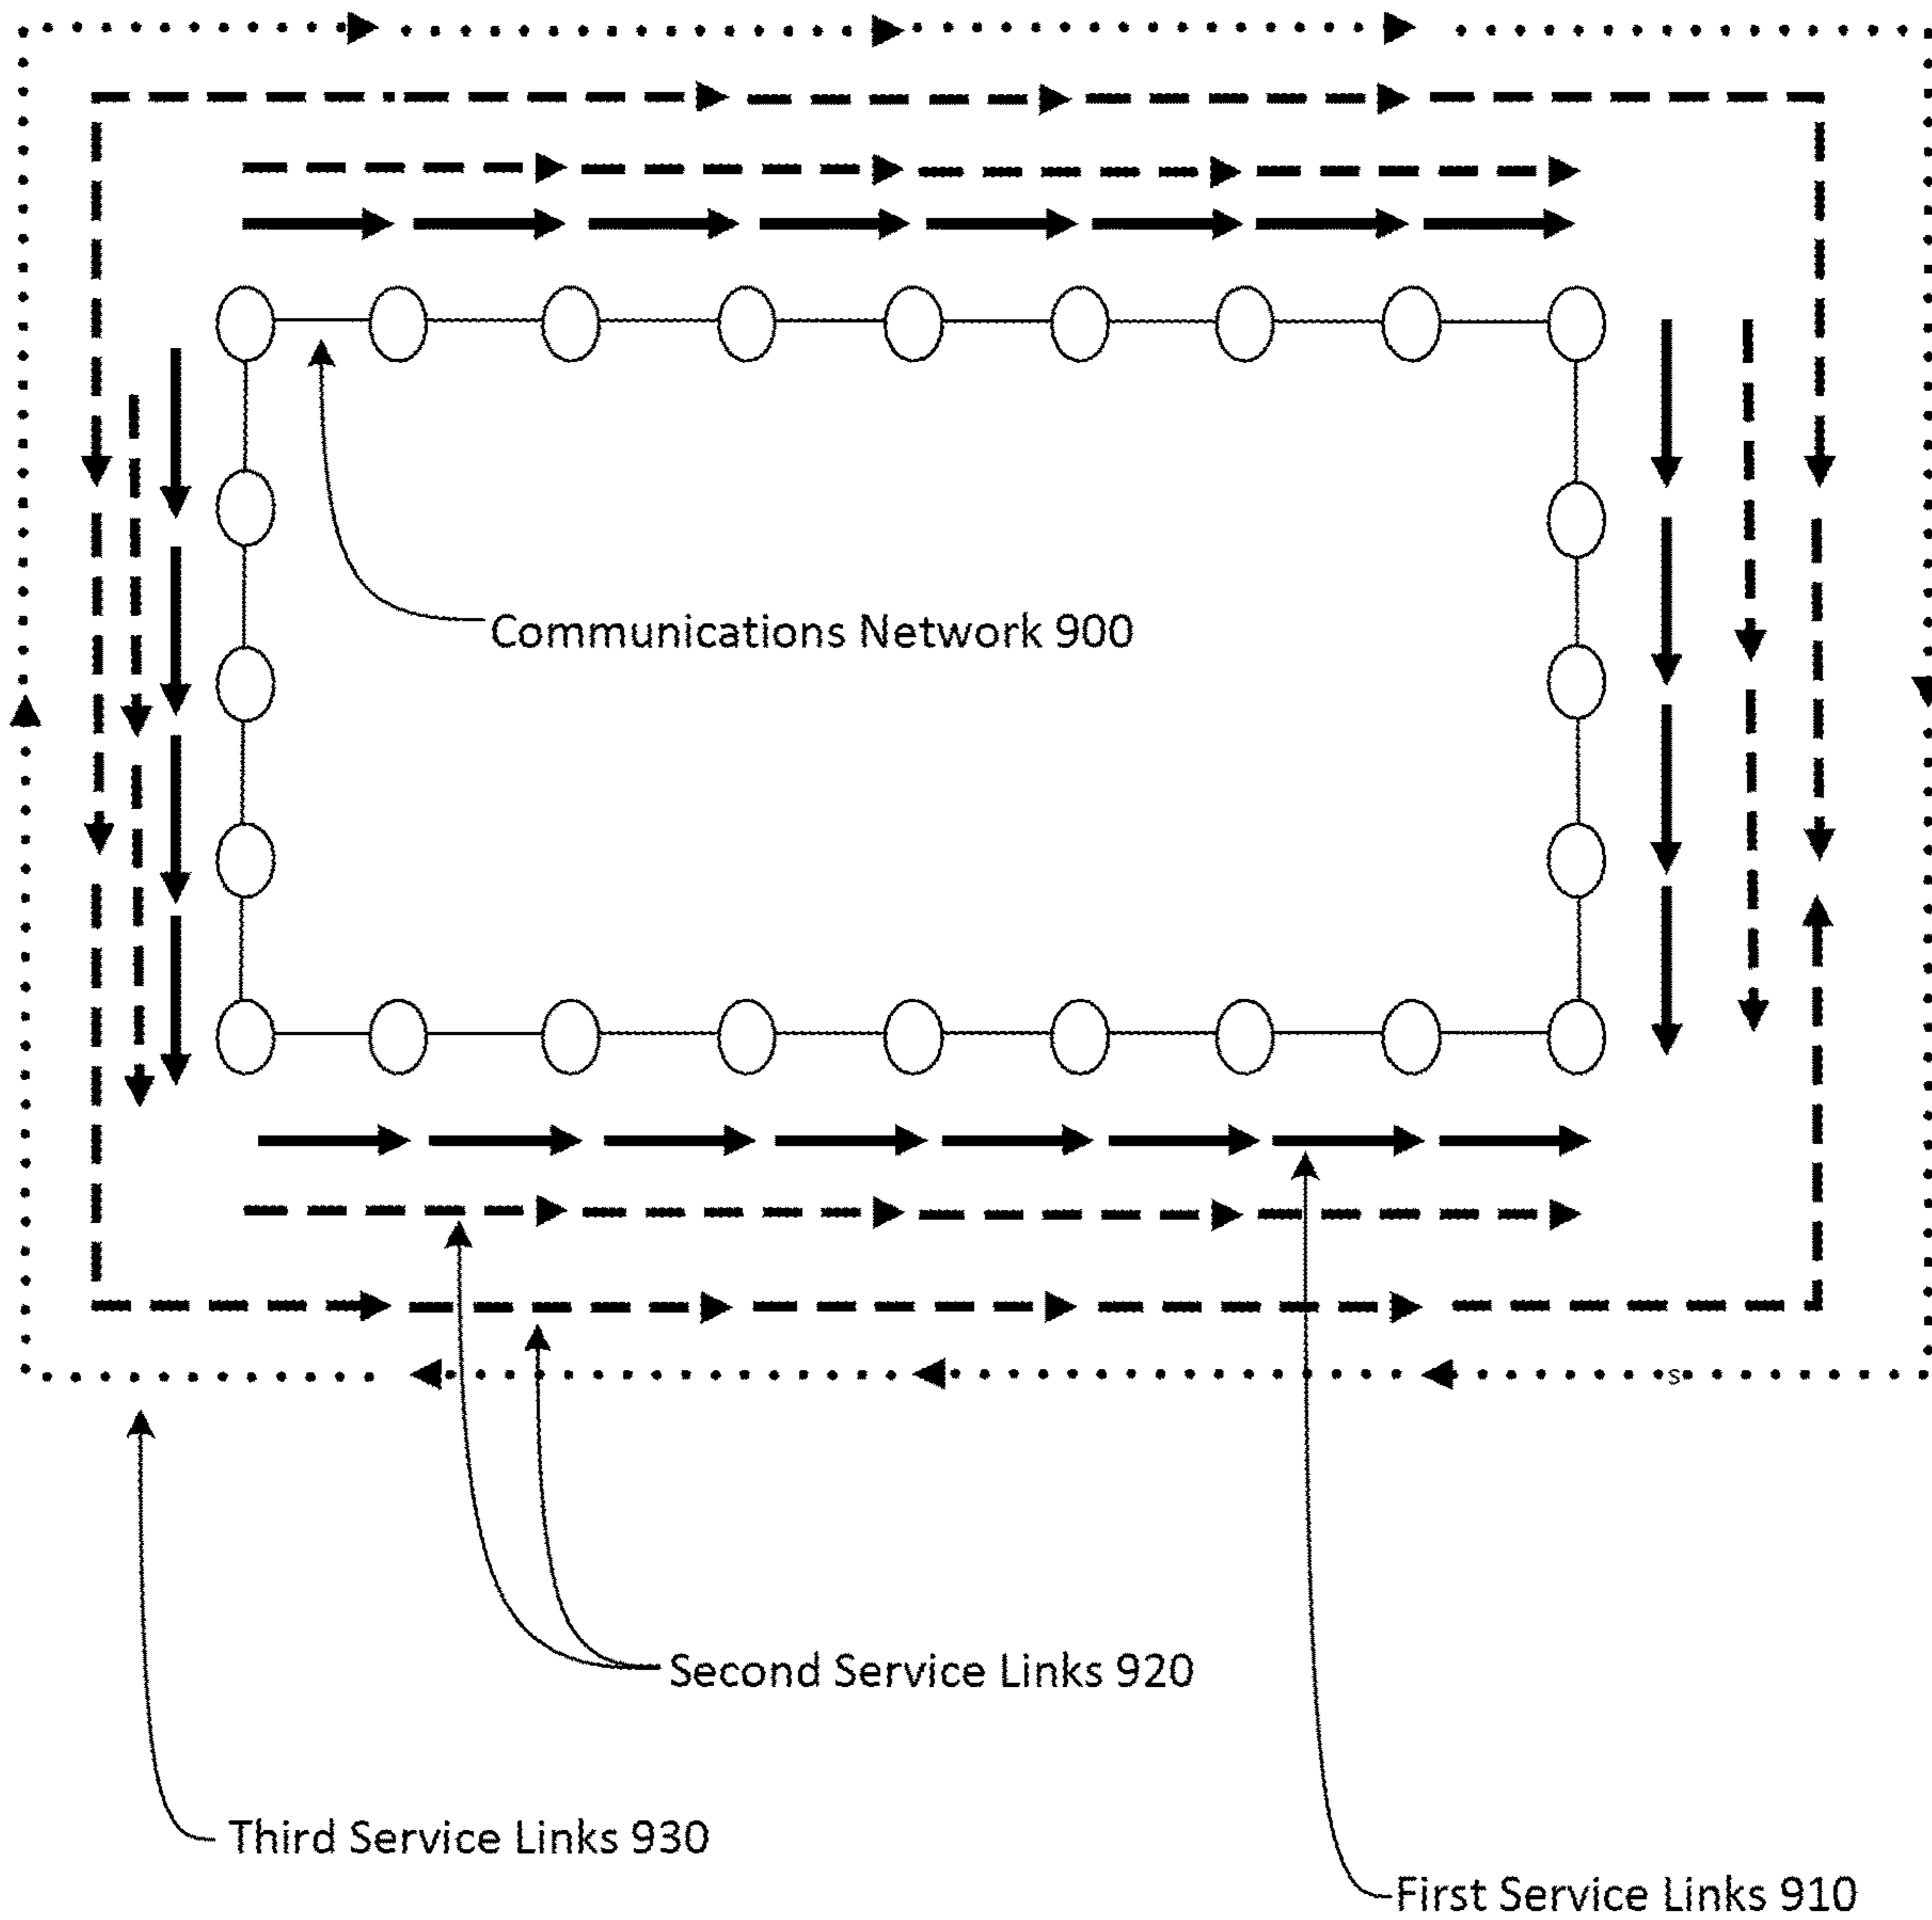 Communications Network 900
s
Second Service Links 920
Third Service Links 930
First Service Links 910